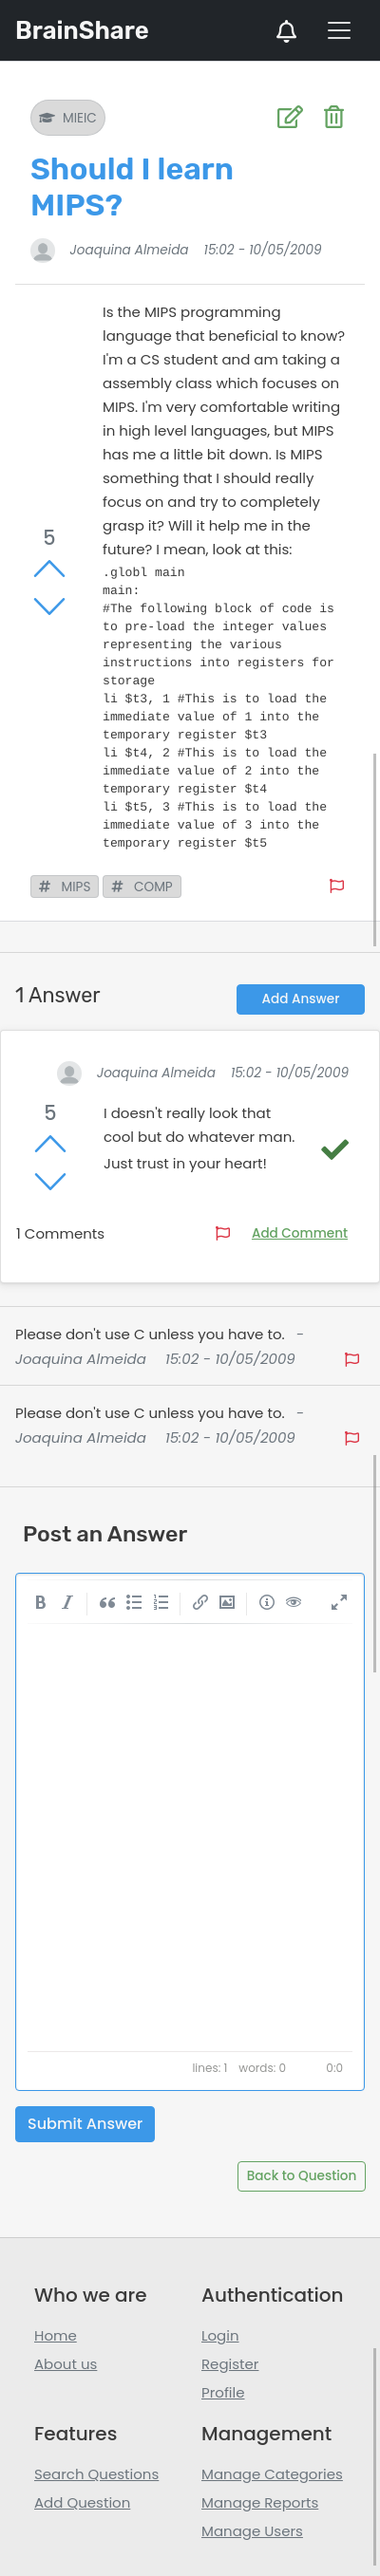 BrainShare
MIEIC
Should I learn
MIPS?
Joaquina Almeida 15:02 - 10/05/2009
Is the MIPS programming
language that beneficial to know?
I'm a CS student and am taking a
assembly class which focuses on
MIPS. I'm very comfortable writing
in high level languages, but MIPS
has me a little bit down. Is MIPS
something that I should really
focus on and try to completely
grasp it? Will it help me in the
future? I mean, look at this:
5
.globl main
main:
#The following block of code is
to pre-load the integer values
representing the various
instructions into registers for
storage
li $t3, 1 #This is to load the
immediate value of 1 into the
temporary register $t3
li $t4, 2 #This is to load the
immediate value of 2 into the
temporary register $t4
li $t5, 3 #This is to load the
immediate value of 3 into the
temporary register $t5
# MIPS # COMP
1 Answer Add Answer
Joaquina Almeida 15:02 - 10/05/2009
5
I doesn't really look that
cool but do whatever man.
Just trust in your heart!
1 Comments Add Comment
Please don't use C unless you have to. -
Joaquina Almeida 15:02 - 10/05/2009
Please don't use C unless you have to. -
Joaquina Almeida 15:02 - 10/05/2009
Post an Answer
B I
lines: 1 words: 0 0:0
Submit Answer
Back to Question
Who we are
Home
About us
Authentication
Login
Register
Profile
Features
Search Questions
Add Question
Management
Manage Categories
Manage Reports
Manage Users